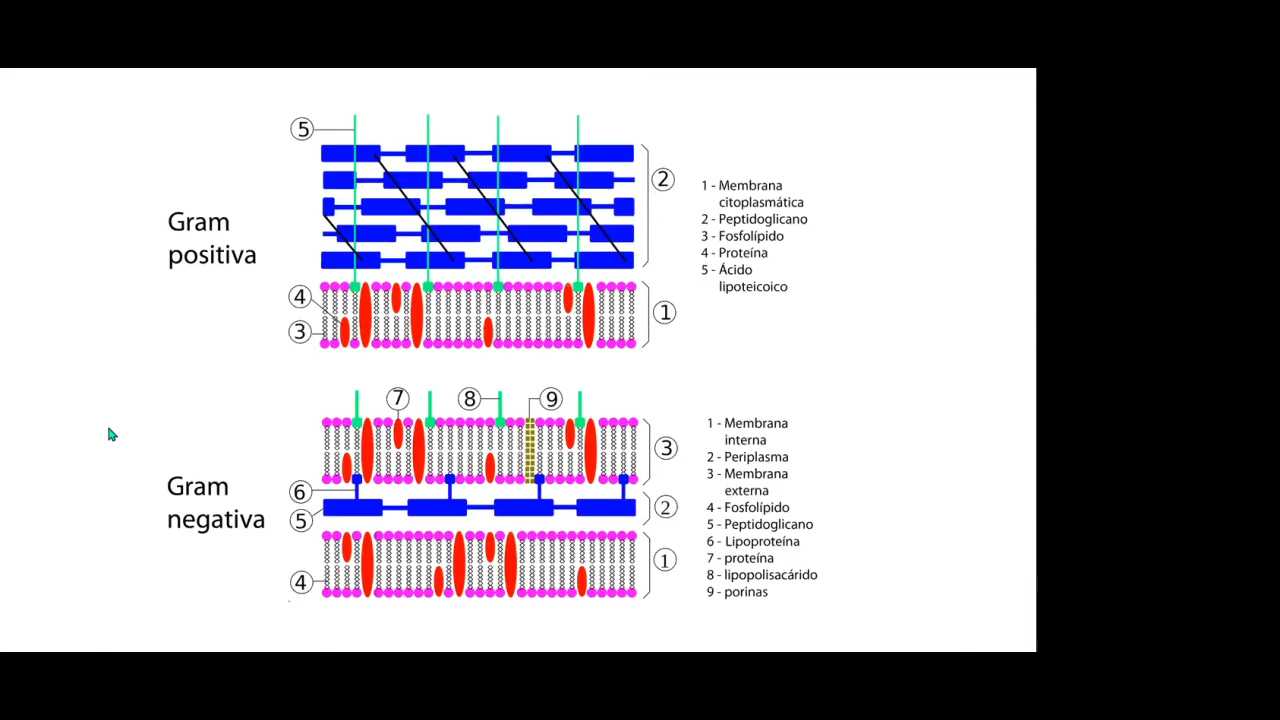 5
2
Gram
positiva
4
3
1
1 - Membrana
citoplasmática
2 - Peptidoglicano
3 - Fosfolípido
4 - Proteína
5 - Ácido
lipoteicoico
7
8
9
3
Gram
negativa
6
5
2
4
1
1 - Membrana
interna
2 - Periplasma
3 - Membrana
externa
4 - Fosfolípido
5 - Peptidoglicano
6 - Lipoproteína
7 - proteína
8 - lipopolisacárido
9 - porinas